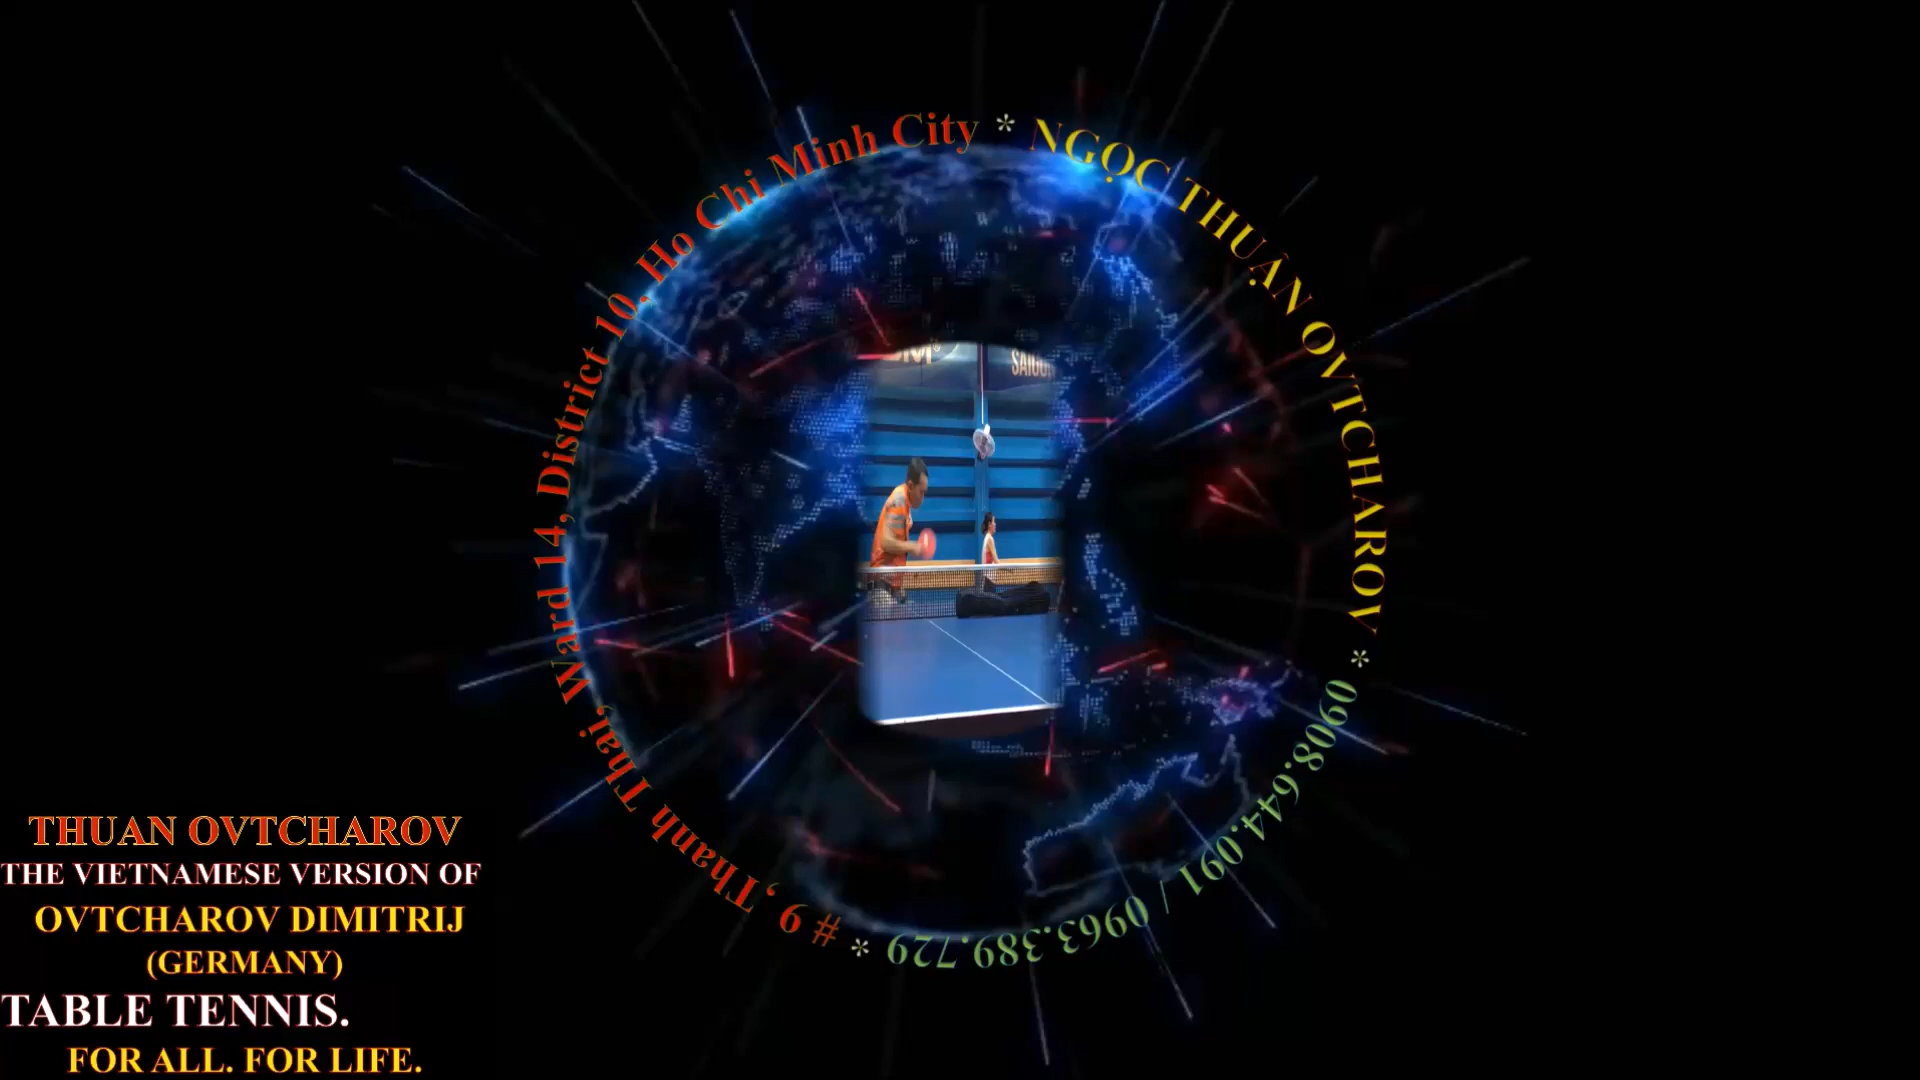 # 9, Thanh Thai, Ward 14, District 10, Ho Chi Minh City * NGỌC THUẬN OVTCHAROV * 0908.644.091 / 0963.389.729 *
SAIGON
THUAN OVTCHAROV
THE VIETNAMESE VERSION OF
OVTCHAROV DIMITRIJ
(GERMANY)
TABLE TENNIS.
FOR ALL. FOR LIFE.